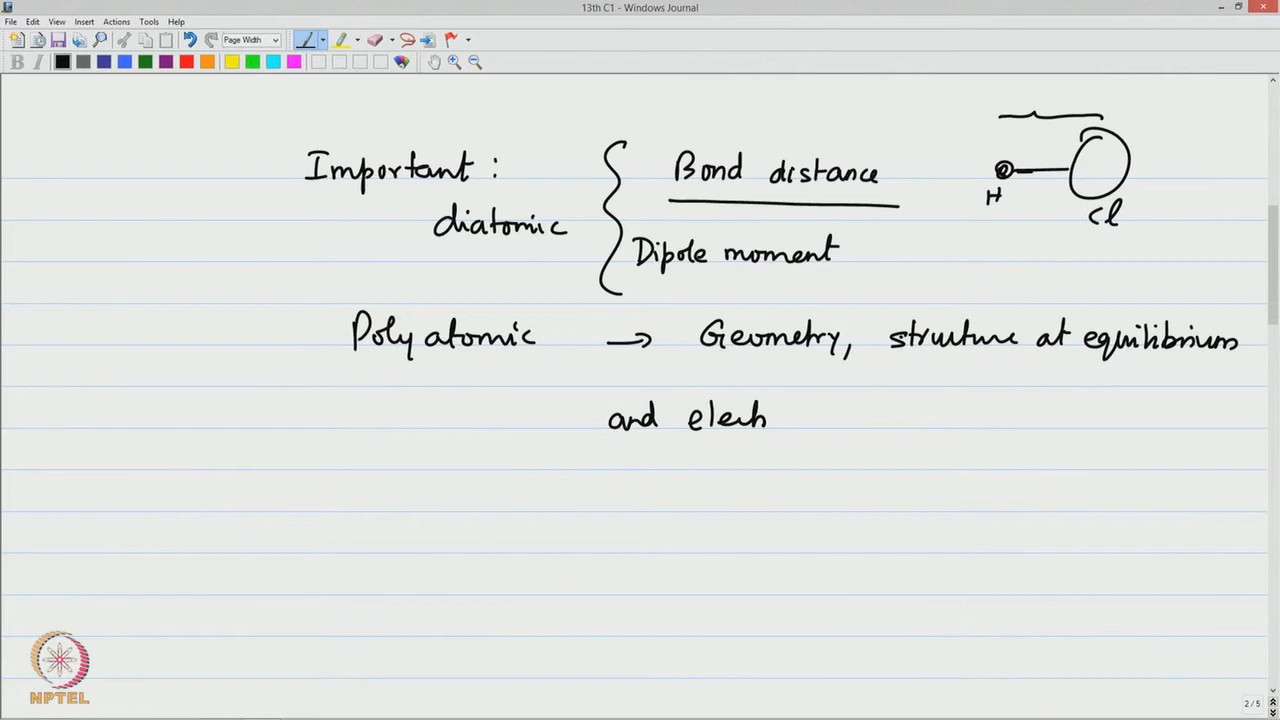 13th C1 - Windows Journal
File Edit View Insert Actions Tools Help
Page Width
B I
Important : Bond distance
H Cl
diatomic
Dipole moment
Polyatomic → Geometry, structure at equilibrium
and elect
NPTEL
2 / 5